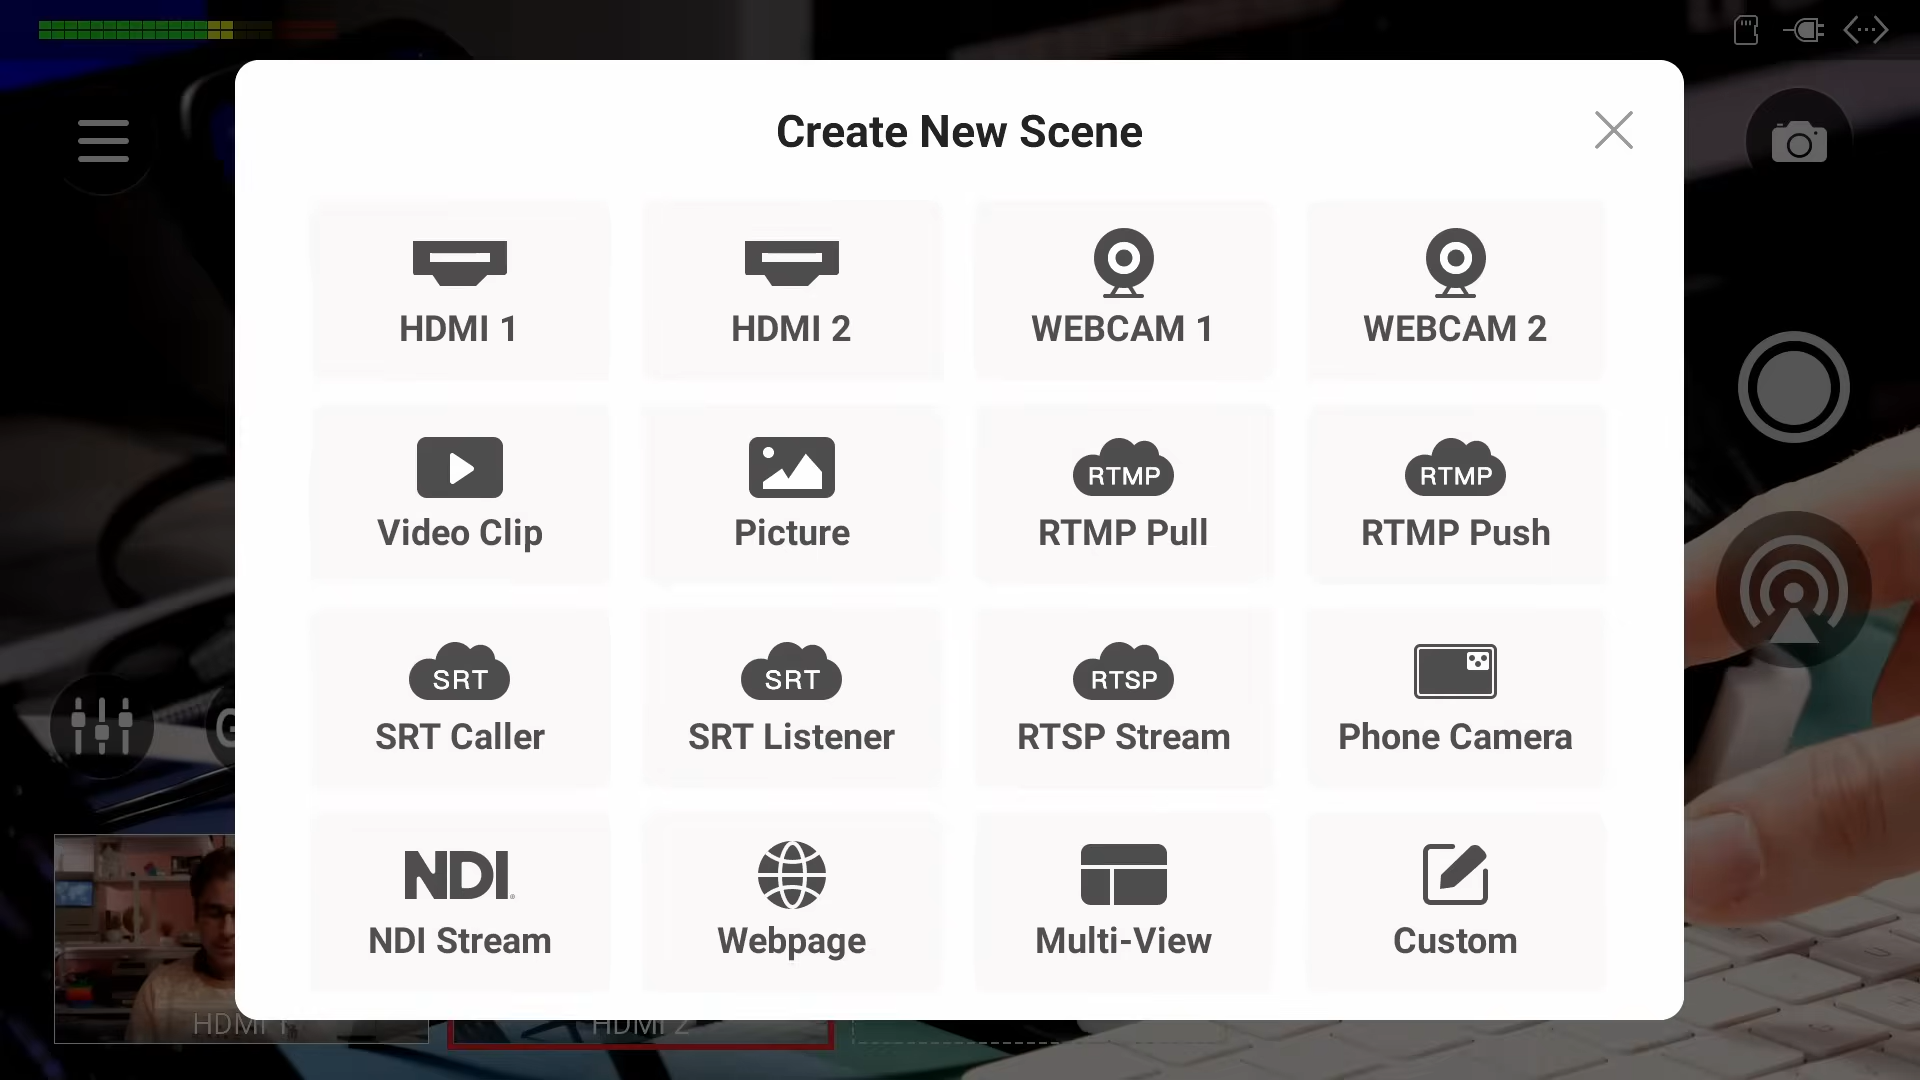 Create New Scene
HDMI 1
HDMI 2
WEBCAM 1
WEBCAM 2
Video Clip
Picture
RTMP
RTMP Pull
RTMP
RTMP Push
SRT
SRT Caller
SRT
SRT Listener
RTSP
RTSP Stream
Phone Camera
NDI
NDI Stream
Webpage
Multi-View
Custom
HDMI 1
HDMI 2